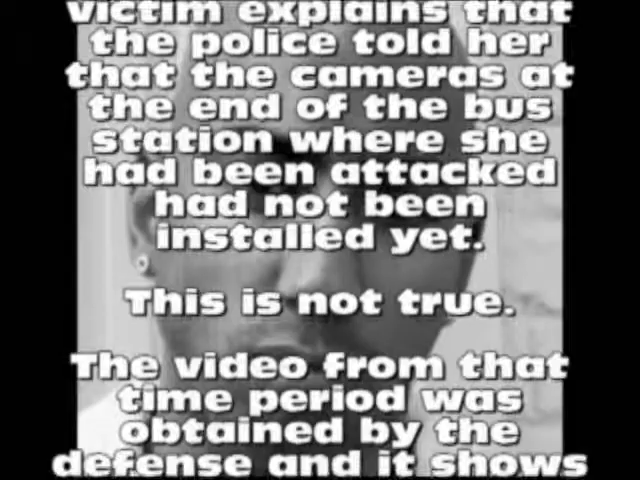 victim explains that
the police told her
that the cameras at
the end of the bus
station where she
had been attacked
had not been
installed yet.
This is not true.
The video from that
time period was
obtained by the
defense and it shows